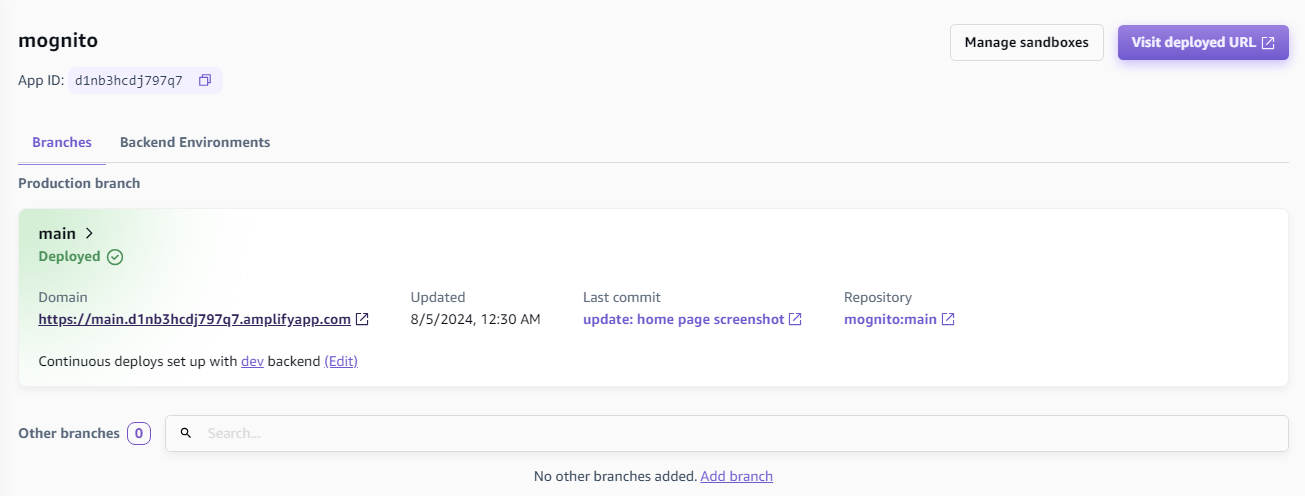 mognito
Manage sandboxes
Visit deployed URL
App ID: d1nb3hcdj797q7
Branches Backend Environments
Production branch
main
Deployed
Domain Updated Last commit Repository
https://main.d1nb3hcdj797q7.amplifyapp.com 8/5/2024, 12:30 AM update: home page screenshot mognito:main
Continuous deploys set up with dev backend (Edit)
Other branches 0 Search...
No other branches added. Add branch